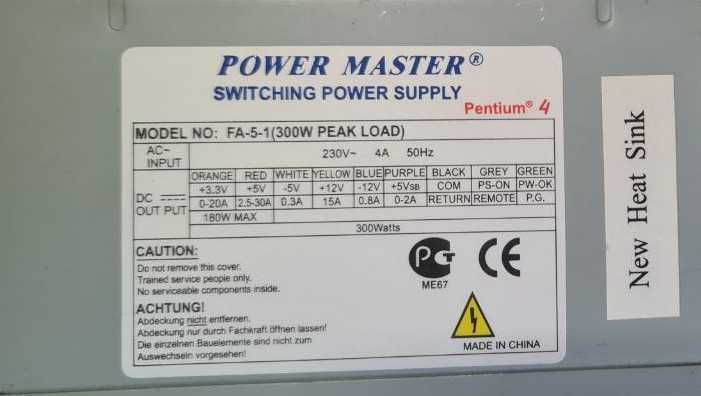 POWER MASTER®
SWITCHING POWER SUPPLY
Pentium® 4
MODEL NO: FA-5-1(300W PEAK LOAD)
AC~ INPUT 230V~ 4A 50Hz
ORANGE RED WHITE YELLOW BLUE PURPLE BLACK GREY GREEN
+3.3V +5V -5V +12V -12V +5VSB COM PS-ON PW-OK
DC OUT PUT 0-20A 2.5-30A 0.3A 15A 0.8A 0-2A RETURN REMOTE P.G.
180W MAX
300Watts
CAUTION:
Do not remove this cover.
Trained service people only.
No serviceable components inside.
ACHTUNG!
Abdeckung nicht entfernen.
Abdeckung nur durch Fachkraft öffnen lassen!
Die einzelnen Bauelemente sind nicht zum
Auswechseln vorgesehen!
РСТ
ME67
CE
MADE IN CHINA
New Heat Sink